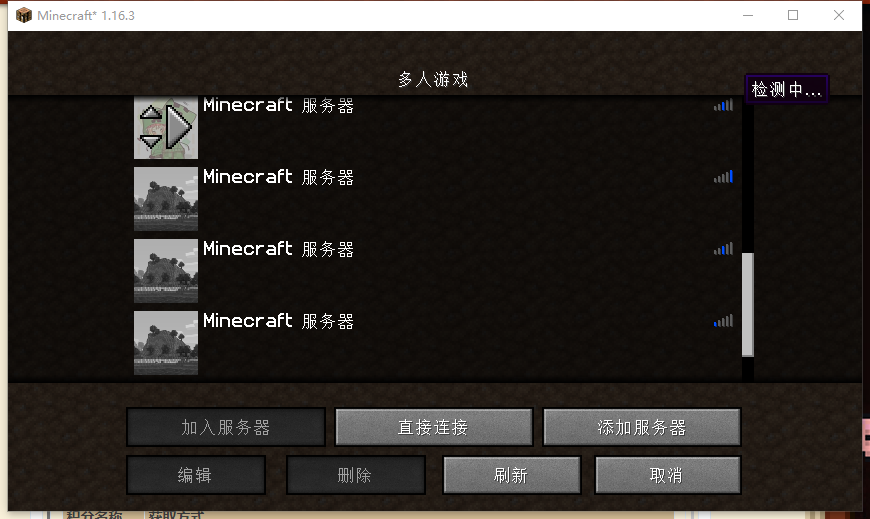 Minecraft* 1.16.3
多人游戏
检测中...
Minecraft 服务器
Minecraft 服务器
Minecraft 服务器
Minecraft 服务器
加入服务器 直接连接 添加服务器
编辑 删除 刷新 取消
积分名称 获取方式